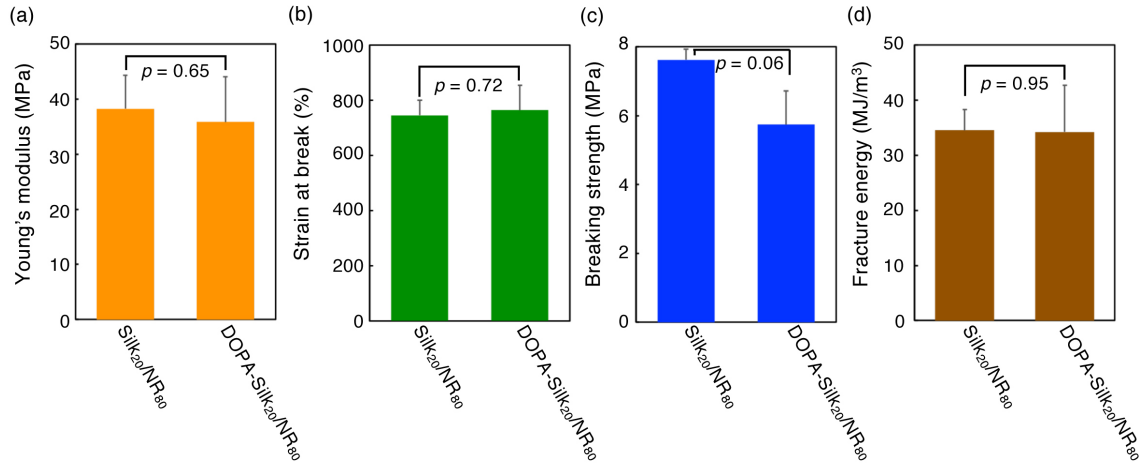 (a)
Young's modulus (MPa)
50
40
30
20
10
0
p = 0.65
Silk20/NR80
DOPA-Silk20/NR80
(b)
Strain at break (%)
1000
800
600
400
200
0
p = 0.72
Silk20/NR80
DOPA-Silk20/NR80
(c)
Breaking strength (MPa)
8
6
4
2
0
p = 0.06
Silk20/NR80
DOPA-Silk20/NR80
(d)
Fracture energy (MJ/m³)
50
40
30
20
10
0
p = 0.95
Silk20/NR80
DOPA-Silk20/NR80